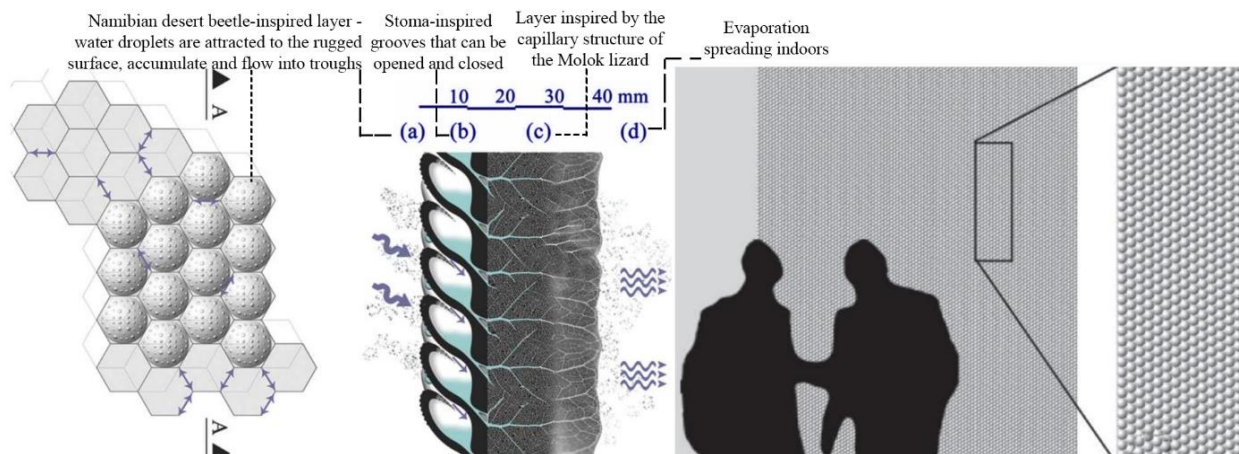 Namibian desert beetle-inspired layer -
water droplets are attracted to the rugged
surface, accumulate and flow into troughs
Stoma-inspired
grooves that can be
opened and closed
Layer inspired by the
capillary structure of
the Molok lizard
Evaporation
spreading indoors
10 20 30 40 mm
(a) (b) (c) (d)
A
A